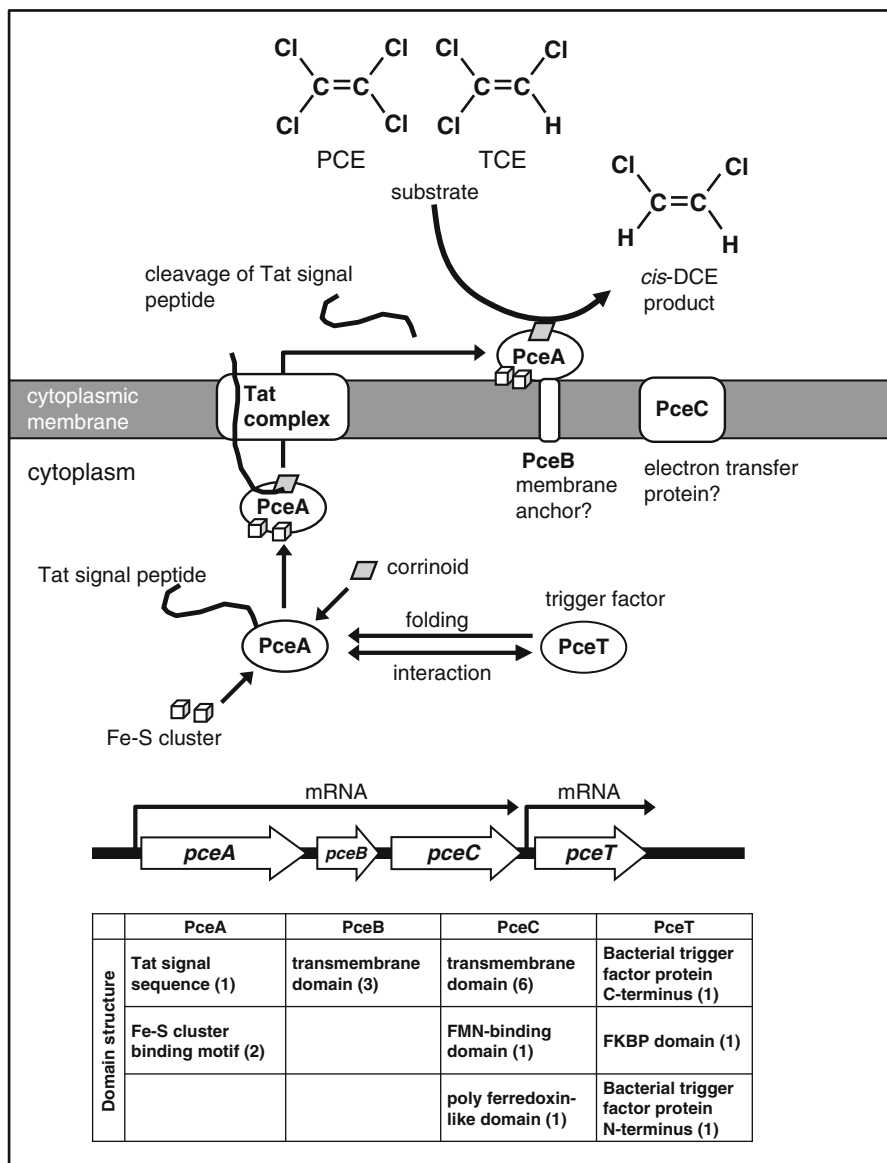 Cl Cl Cl
C=C C=C
Cl Cl Cl H
PCE TCE
substrate
Cl Cl
C=C
H H
cis-DCE
product
cleavage of Tat signal
peptide
PceA
cytoplasmic
membrane
Tat
complex
PceC
cytoplasm
PceB
membrane
anchor?
electron transfer
protein?
PceA
Tat signal peptide
corrinoid
trigger factor
folding
PceA
PceT
interaction
Fe-S cluster
mRNA mRNA
pceA pceB pceC pceT
PceA PceB PceC PceT
Domain structure
Tat signal
sequence (1)
transmembrane
domain (3)
transmembrane
domain (6)
Bacterial trigger
factor protein
C-terminus (1)
Fe-S cluster
binding motif (2)
FMN-binding
domain (1)
FKBP domain (1)
poly ferredoxin-
like domain (1)
Bacterial trigger
factor protein
N-terminus (1)